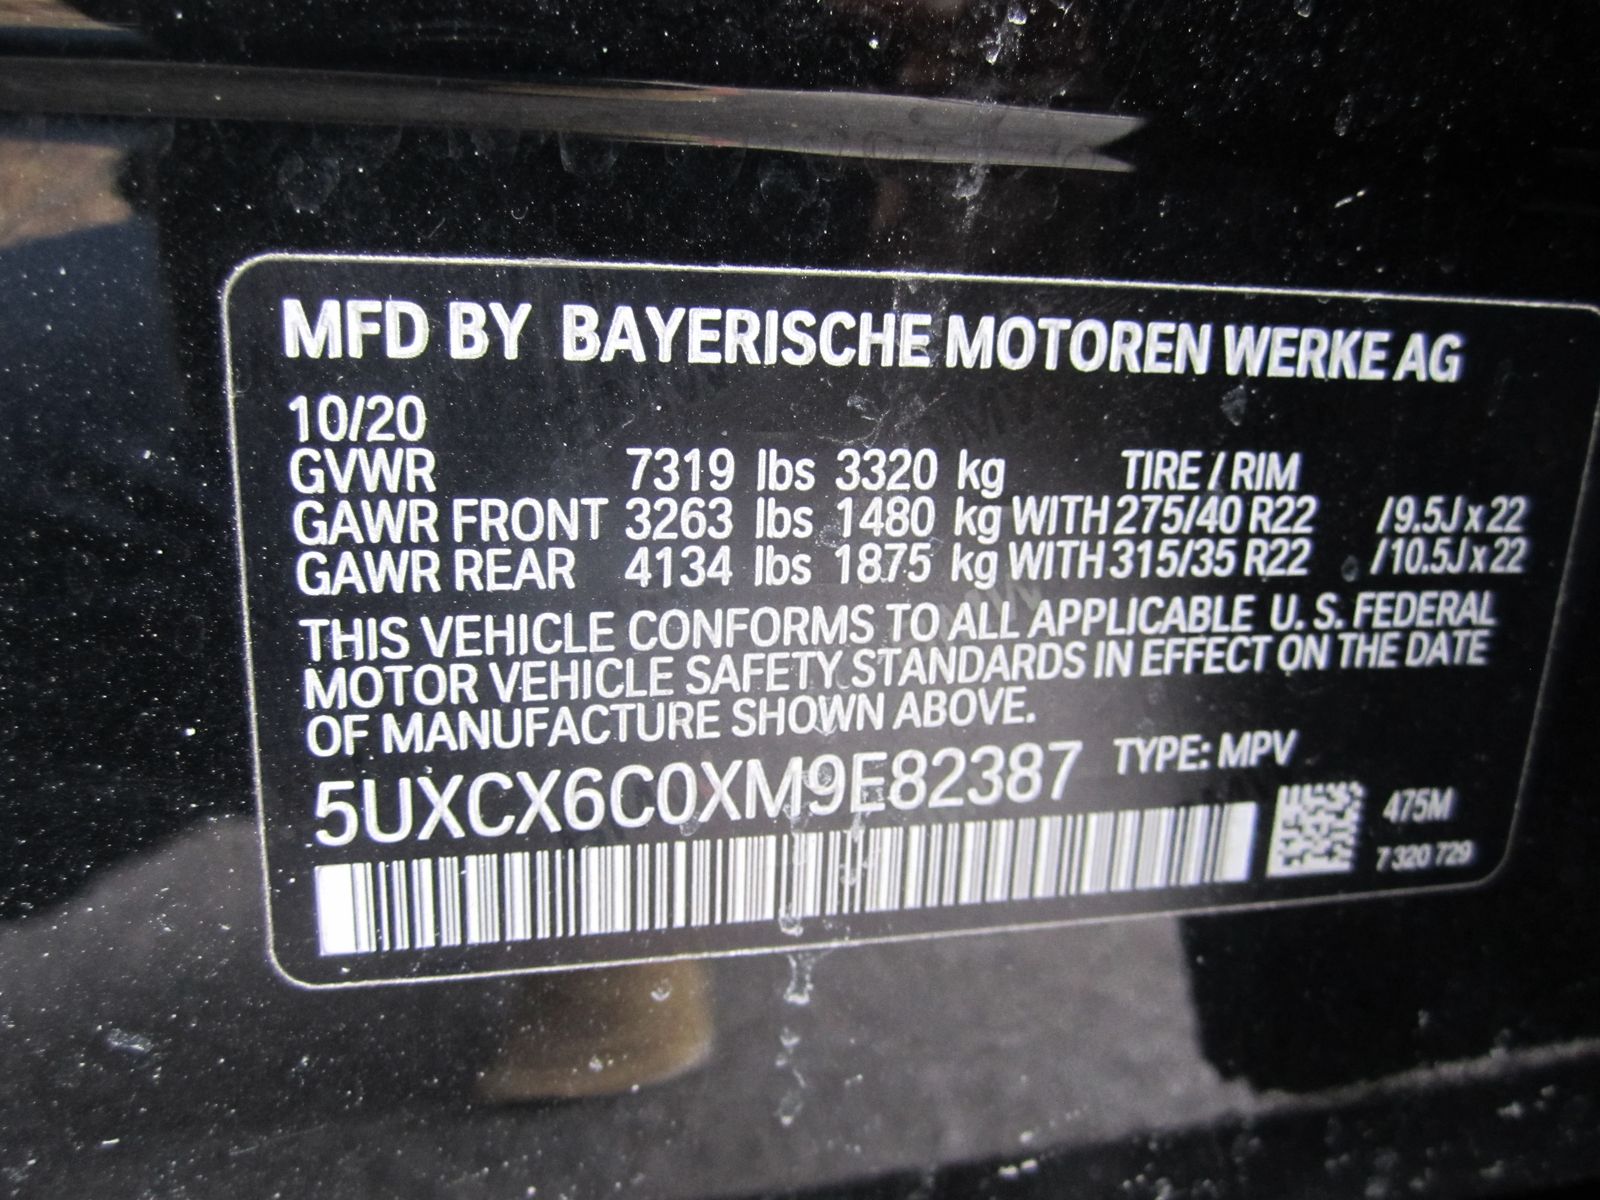 MFD BY BAYERISCHE MOTOREN WERKE AG
10/20
GVWR 7319 lbs 3320 kg TIRE / RIM
GAWR FRONT 3263 lbs 1480 kg WITH 275/40 R22 /9.5J x 22
GAWR REAR 4134 lbs 1875 kg WITH 315/35 R22 /10.5J x 22
THIS VEHICLE CONFORMS TO ALL APPLICABLE U. S. FEDERAL
MOTOR VEHICLE SAFETY STANDARDS IN EFFECT ON THE DATE
OF MANUFACTURE SHOWN ABOVE.
5UXCX6C0XM9E82387 TYPE: MPV
475M
7 320 729